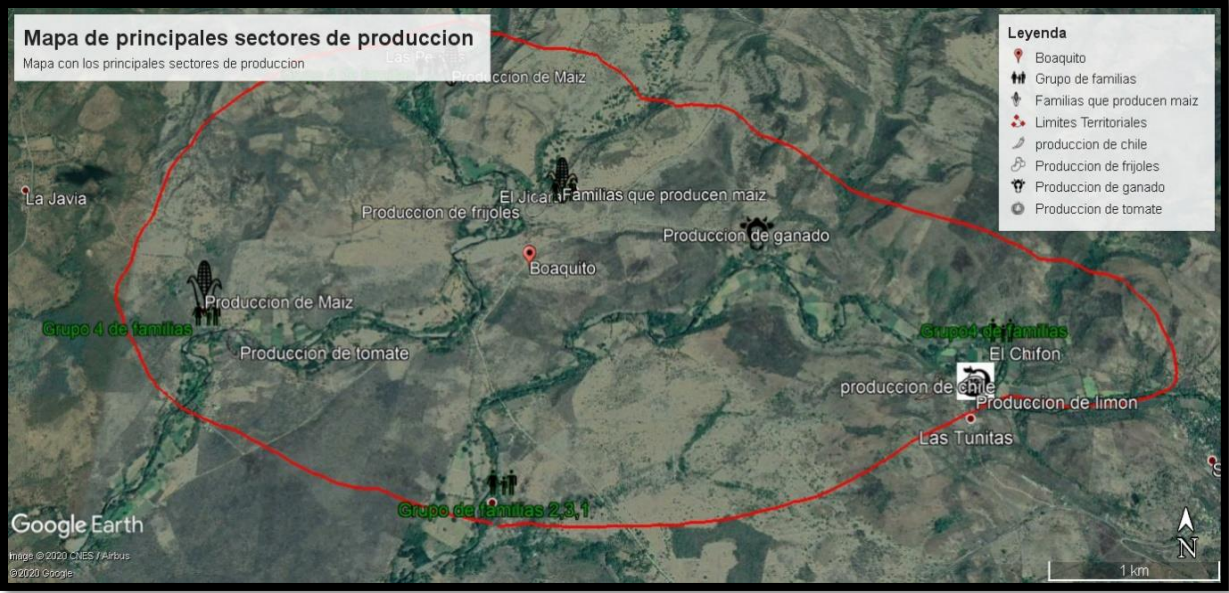 Mapa de principales sectores de produccion
Mapa con los principales sectores de produccion
Leyenda
Boaquito
Grupo de familias
Familias que producen maiz
Limites Territoriales
produccion de chile
Produccion de frijoles
Produccion de ganado
Produccion de tomate
Produccion de Maiz
La Javia
El Jicaral
Familias que producen maiz
Produccion de frijoles
Produccion de ganado
Boaquito
Produccion de Maiz
Grupo 4 de familias
Grupo4 de familias
Produccion de tomate
El Chifon
produccion de chile
Produccion de limon
Las Tunitas
Grupo de familias 2,3,1
Google Earth
Image © 2020 CNES / Airbus
©2020 Google
N
1 km